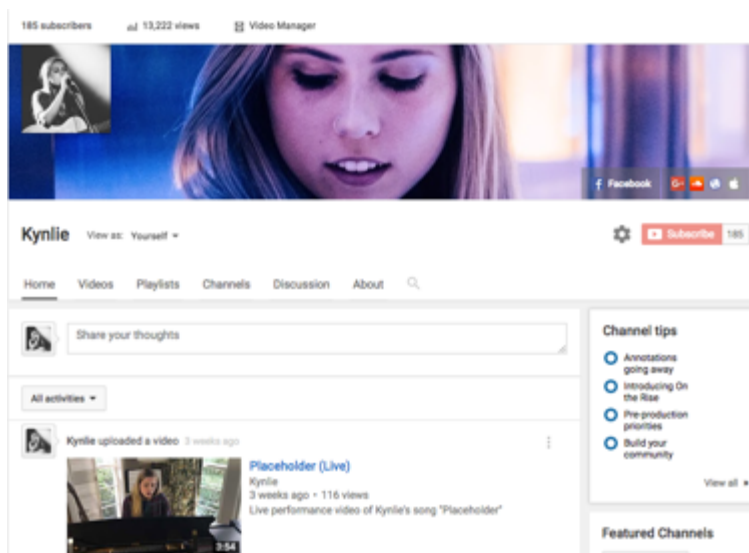 185 subscribers 13,222 views Video Manager
Facebook G+
Kynlie View as: Yourself
Subscribe 185
Home Videos Playlists Channels Discussion About
Share your thoughts
All activities
Kynlie uploaded a video 3 weeks ago
Placeholder (Live)
Kynlie
3 weeks ago • 116 views
Live performance video of Kynlie's song "Placeholder"
3:54
Channel tips
Annotations
going away
Introducing On
the Rise
Pre-production
priorities
Build your
community
View all »
Featured Channels